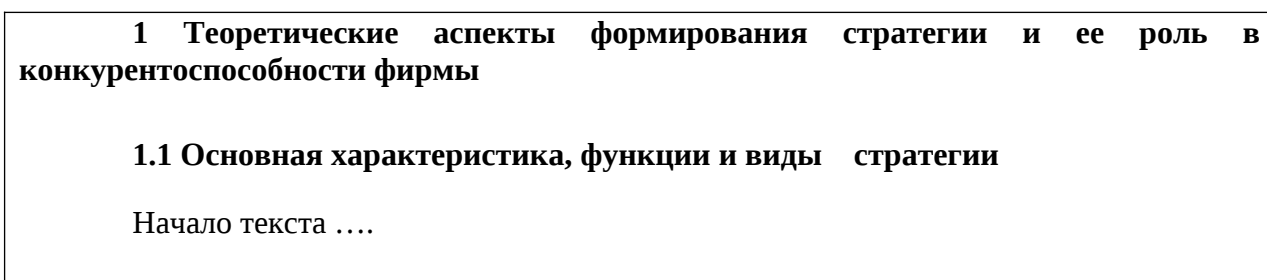 1 Теоретические аспекты формирования стратегии и ее роль в
конкурентоспособности фирмы
1.1 Основная характеристика, функции и виды стратегии
Начало текста ….